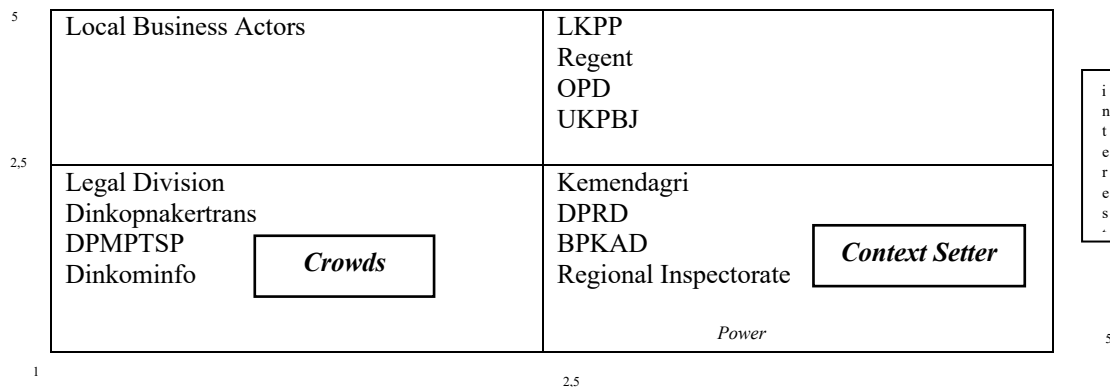 5
Local Business Actors
LKPP
Regent
OPD
UKPBJ
i
n
t
e
r
e
s
2,5
Legal Division
Dinkopnakertrans
DPMPTSP
Dinkominfo
Crowds
Kemendagri
DPRD
BPKAD
Regional Inspectorate
Context Setter
Power
5
1
2,5